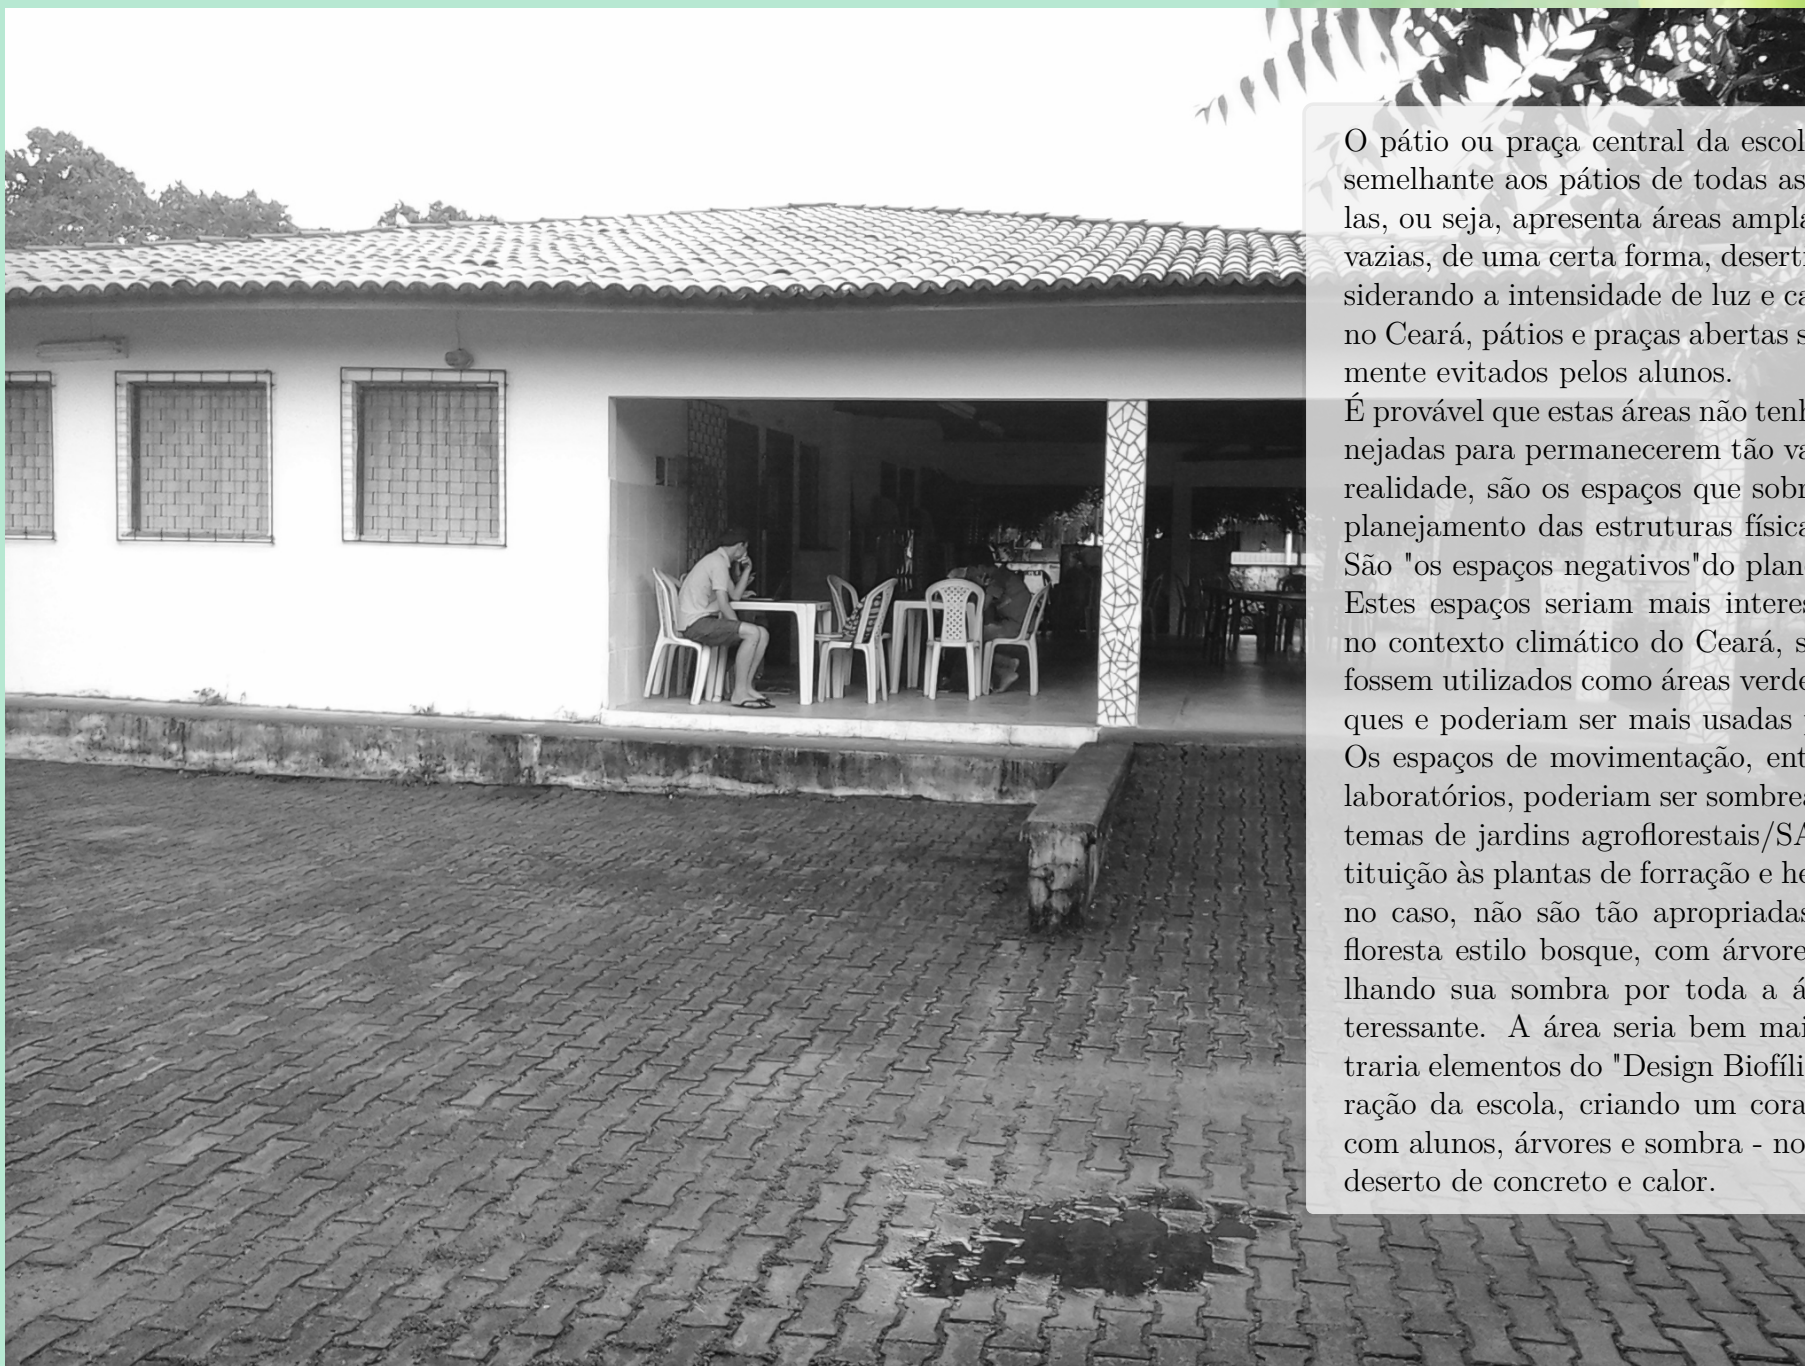 O pátio ou praça central da escol
semelhante aos pátios de todas as
las, ou seja, apresenta áreas ampla
vazias, de uma certa forma, deserti
siderando a intensidade de luz e ca
no Ceará, pátios e praças abertas s
mente evitados pelos alunos.
É provável que estas áreas não tenh
nejadas para permanecerem tão va
realidade, são os espaços que sobr
planejamento das estruturas física
São "os espaços negativos"do plan
Estes espaços seriam mais interes
no contexto climático do Ceará, s
fossem utilizados como áreas verde
ques e poderiam ser mais usadas p
Os espaços de movimentação, ent
laboratórios, poderiam ser sombrea
temas de jardins agroflorestais/SA
tituição às plantas de forração e he
no caso, não são tão apropriadas
floresta estilo bosque, com árvore
lhando sua sombra por toda a á
teressante. A área seria bem mai
traria elementos do "Design Biofíli
ração da escola, criando um cora
com alunos, árvores e sombra - no
deserto de concreto e calor.